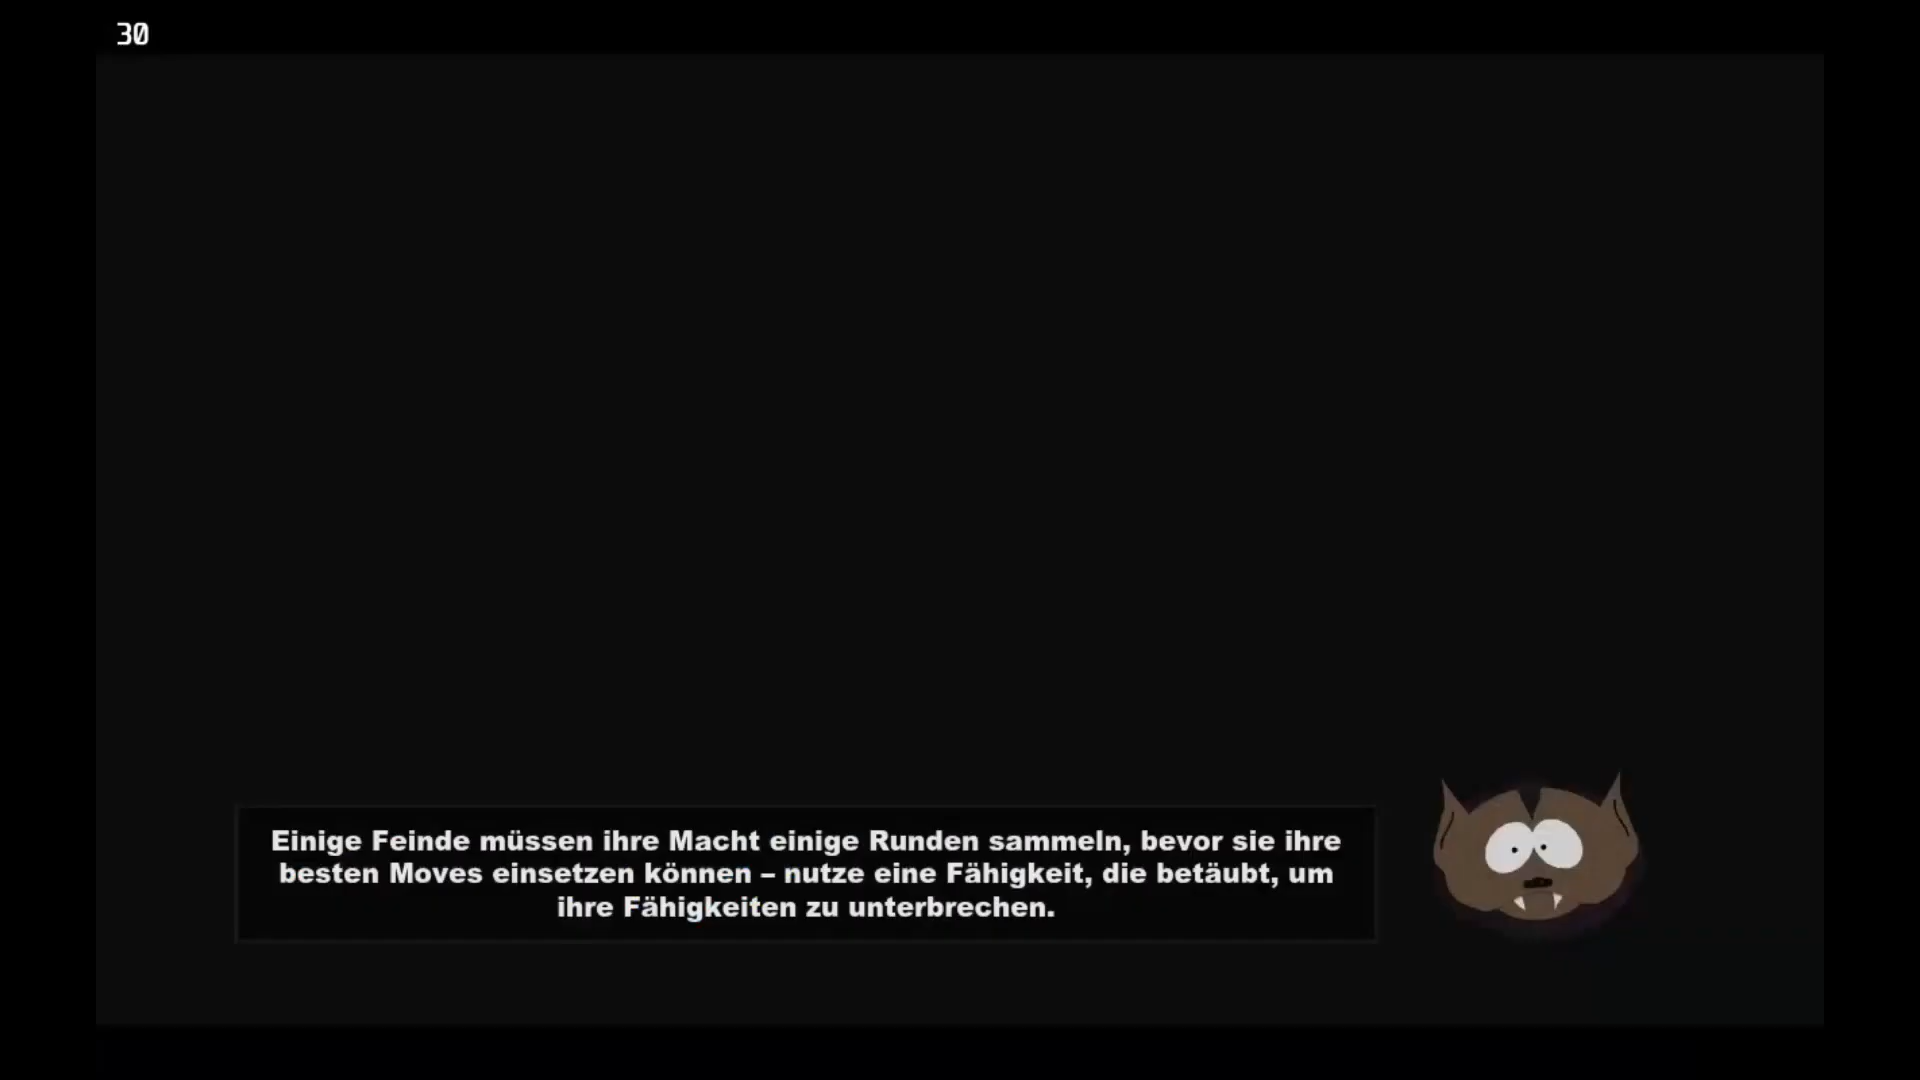 30
Einige Feinde müssen ihre Macht einige Runden sammeln, bevor sie ihre
besten Moves einsetzen können – nutze eine Fähigkeit, die betäubt, um
ihre Fähigkeiten zu unterbrechen.